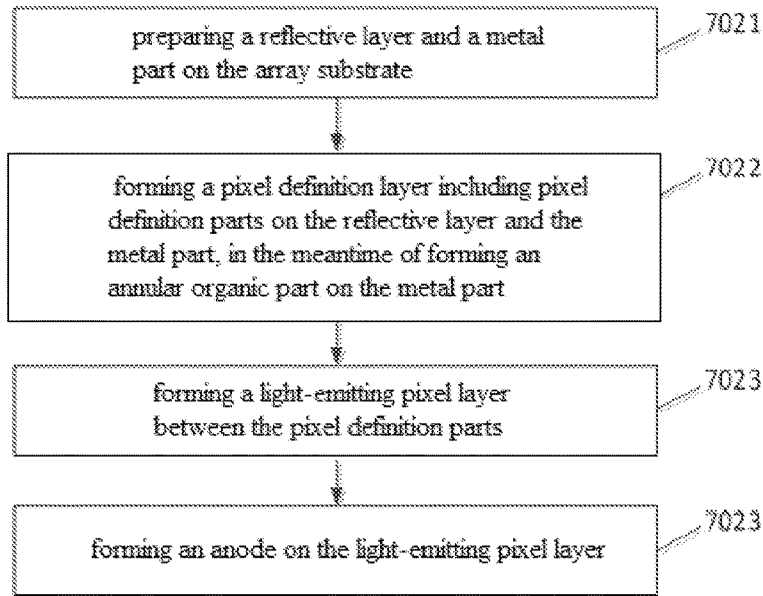 preparing a reflective layer and a metal
part on the array substrate
7021
forming a pixel definition layer including pixel
definition parts on the reflective layer and the
metal part, in the meantime of forming an
annular organic part on the metal part
7022
forming a light-emitting pixel layer
between the pixel definition parts
7023
forming an anode on the light-emitting pixel layer
7023